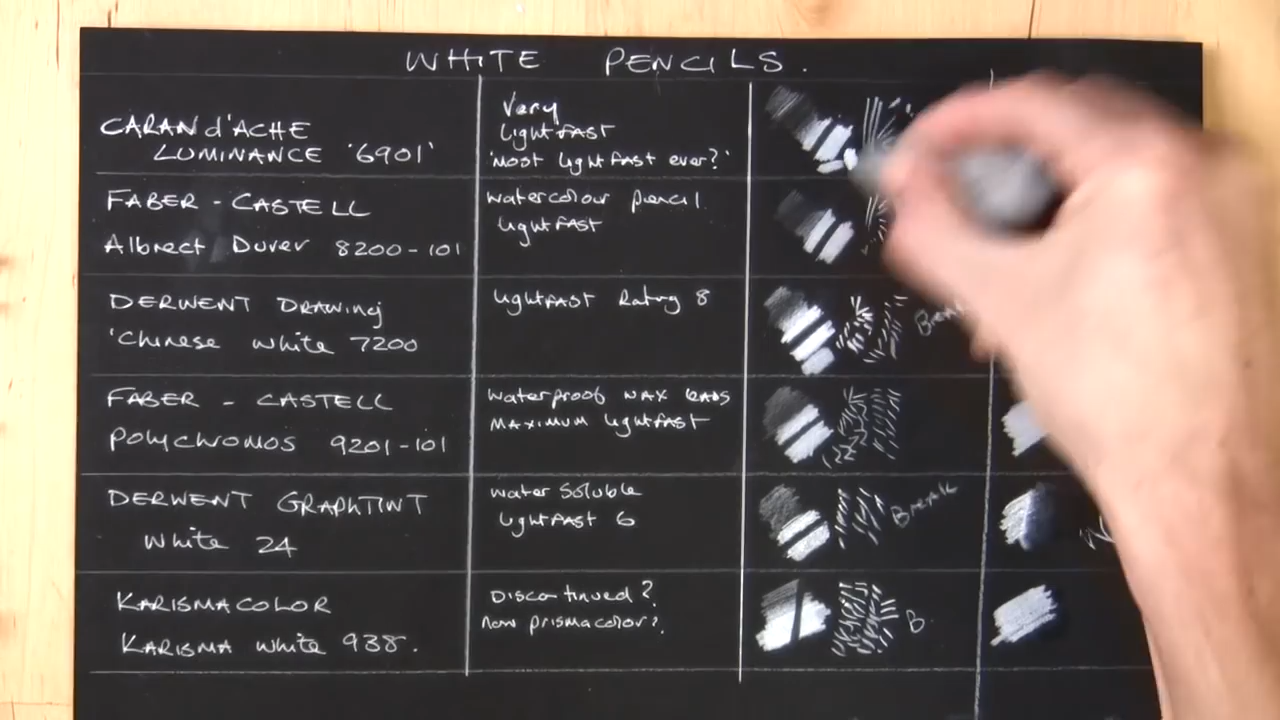 WHITE PENCILS.
CARAN d'ACHE
LUMINANCE '6901'
Very
LightFAST
'most lightfast ever?'
FABER - CASTELL
Albrect Durer 8200-101
watercolour pencil
lightFAST
DERWENT DRAWing
'Chinese white 7200
lightFAST Rating 8
Break
FABER - CASTELL
Polychromos 9201-101
Waterproof wax leads
MAXIMUM lightfast
DERWENT GRAPHTINT
White 24
Water Soluble
lightfast 6
Break
KARISMACOLOR
KARISMA White 938.
Discontinued?
now prismacolor?
B